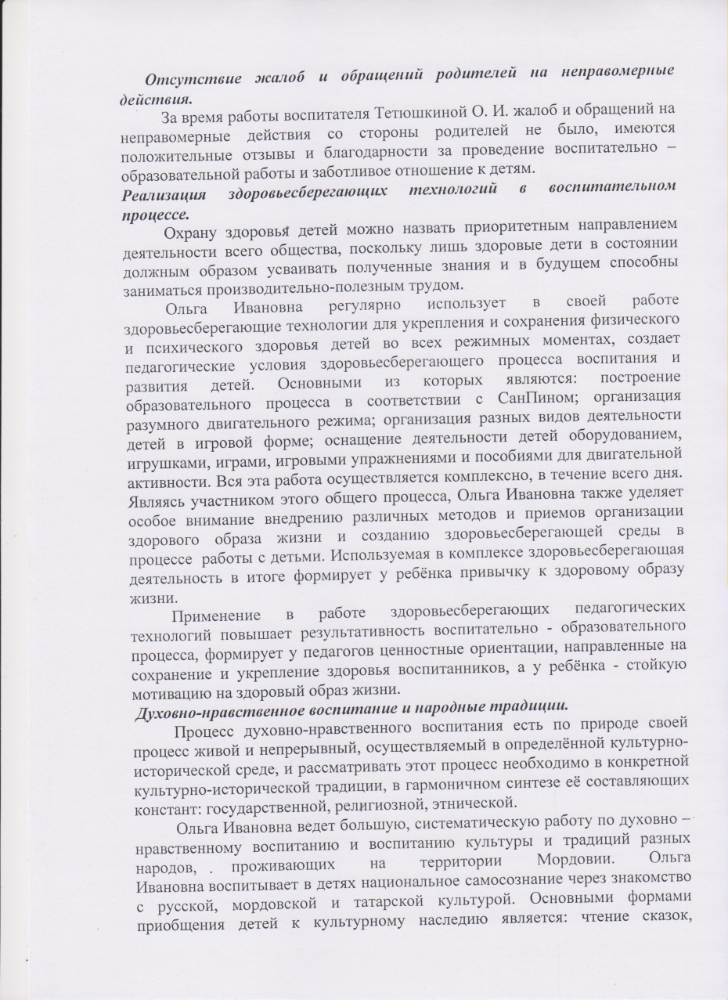 Отсутствие жалоб и обращений родителей на неправомерные
действия.
За время работы воспитателя Тетюшкиной О. И. жалоб и обращений на
неправомерные действия со стороны родителей не было, имеются
положительные отзывы и благодарности за проведение воспитательно –
образовательной работы и заботливое отношение к детям.
Реализация здоровьесберегающих технологий в воспитательном
процессе.
Охрану здоровья детей можно назвать приоритетным направлением
деятельности всего общества, поскольку лишь здоровые дети в состоянии
должным образом усваивать полученные знания и в будущем способны
заниматься производительно-полезным трудом.
Ольга Ивановна регулярно использует в своей работе
здоровьесберегающие технологии для укрепления и сохранения физического
и психического здоровья детей во всех режимных моментах, создает
педагогические условия здоровьесберегающего процесса воспитания и
развития детей. Основными из которых являются: построение
образовательного процесса в соответствии с СанПином; организация
разумного двигательного режима; организация разных видов деятельности
детей в игровой форме; оснащение деятельности детей оборудованием,
игрушками, играми, игровыми упражнениями и пособиями для двигательной
активности. Вся эта работа осуществляется комплексно, в течение всего дня.
Являясь участником этого общего процесса, Ольга Ивановна также уделяет
особое внимание внедрению различных методов и приемов организации
здорового образа жизни и созданию здоровьесберегающей среды в
процессе работы с детьми. Используемая в комплексе здоровьесберегающая
деятельность в итоге формирует у ребёнка привычку к здоровому образу
жизни.
Применение в работе здоровьесберегающих педагогических
технологий повышает результативность воспитательно - образовательного
процесса, формирует у педагогов ценностные ориентации, направленные на
сохранение и укрепление здоровья воспитанников, а у ребёнка - стойкую
мотивацию на здоровый образ жизни.
Духовно-нравственное воспитание и народные традиции.
Процесс духовно-нравственного воспитания есть по природе своей
процесс живой и непрерывный, осуществляемый в определённой культурно-
исторической среде, и рассматривать этот процесс необходимо в конкретной
культурно-исторической традиции, в гармоничном синтезе её составляющих
констант: государственной, религиозной, этнической.
Ольга Ивановна ведет большую, систематическую работу по духовно –
нравственному воспитанию и воспитанию культуры и традиций разных
народов, . проживающих на территории Мордовии. Ольга
Ивановна воспитывает в детях национальное самосознание через знакомство
с русской, мордовской и татарской культурой. Основными формами
приобщения детей к культурному наследию является: чтение сказок,